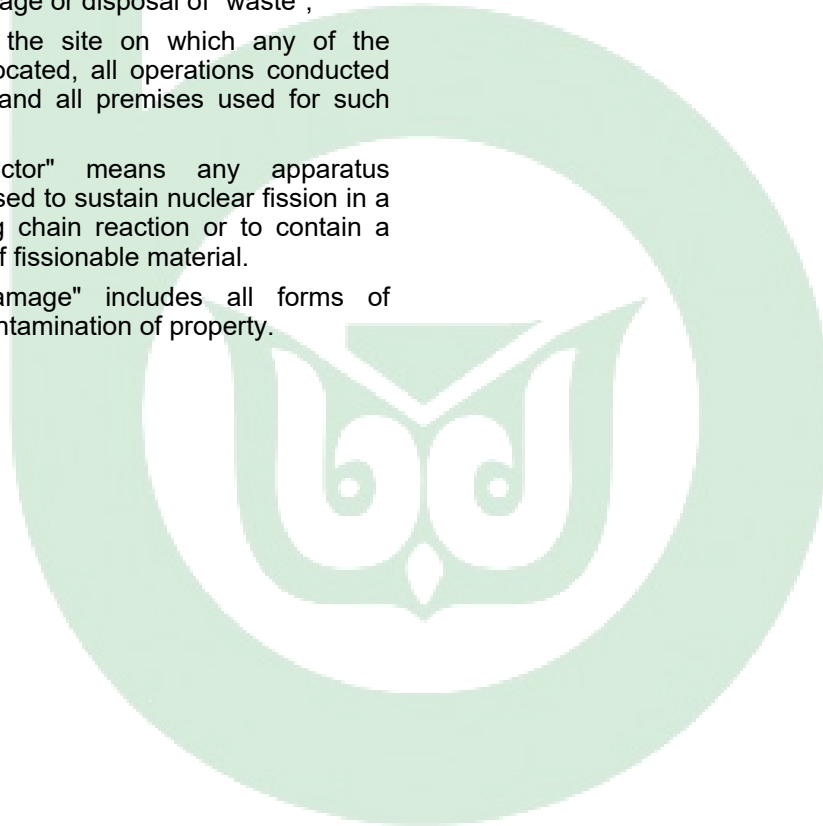 age or disposal of "waste";
the site on which any of the
ocated, all operations conducted
and all premises used for such
ctor" means any apparatus
sed to sustain nuclear fission in a
g chain reaction or to contain a
f fissionable material.
amage" includes all forms of
ntamination of property.